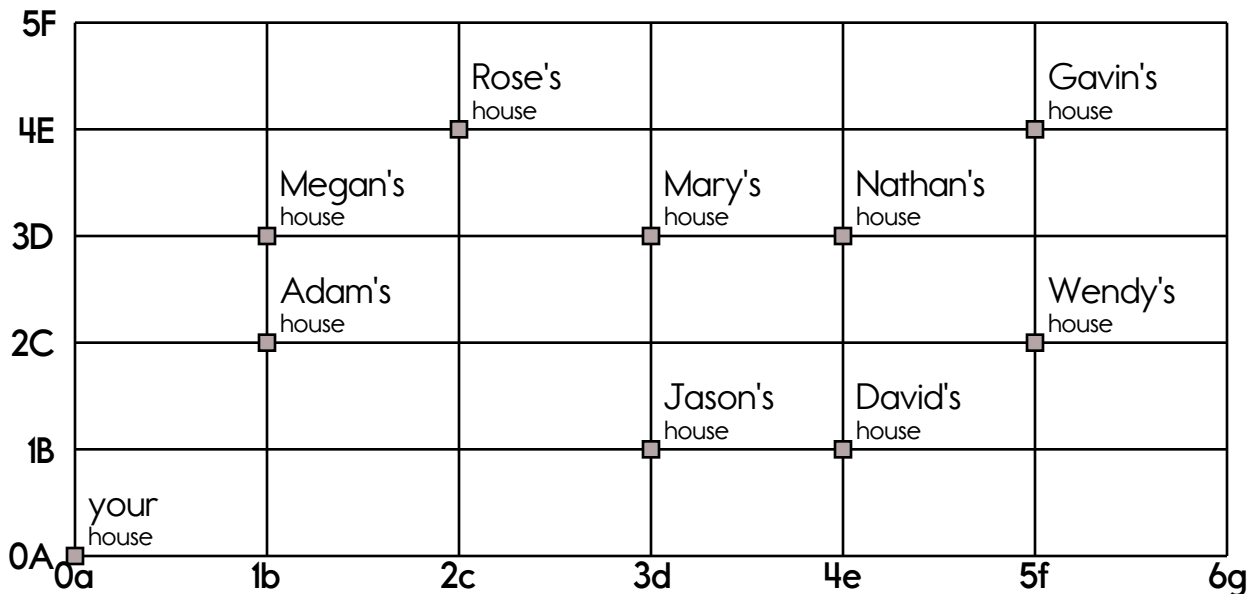 5F
Rose's
house
Gavin's
house
4E
Megan's
house
Mary's
house
Nathan's
house
3D
Adam's
house
Wendy's
house
2C
Jason's
house
David's
house
1B
your
house
0A
0a 1b 2c 3d 4e 5f 6g